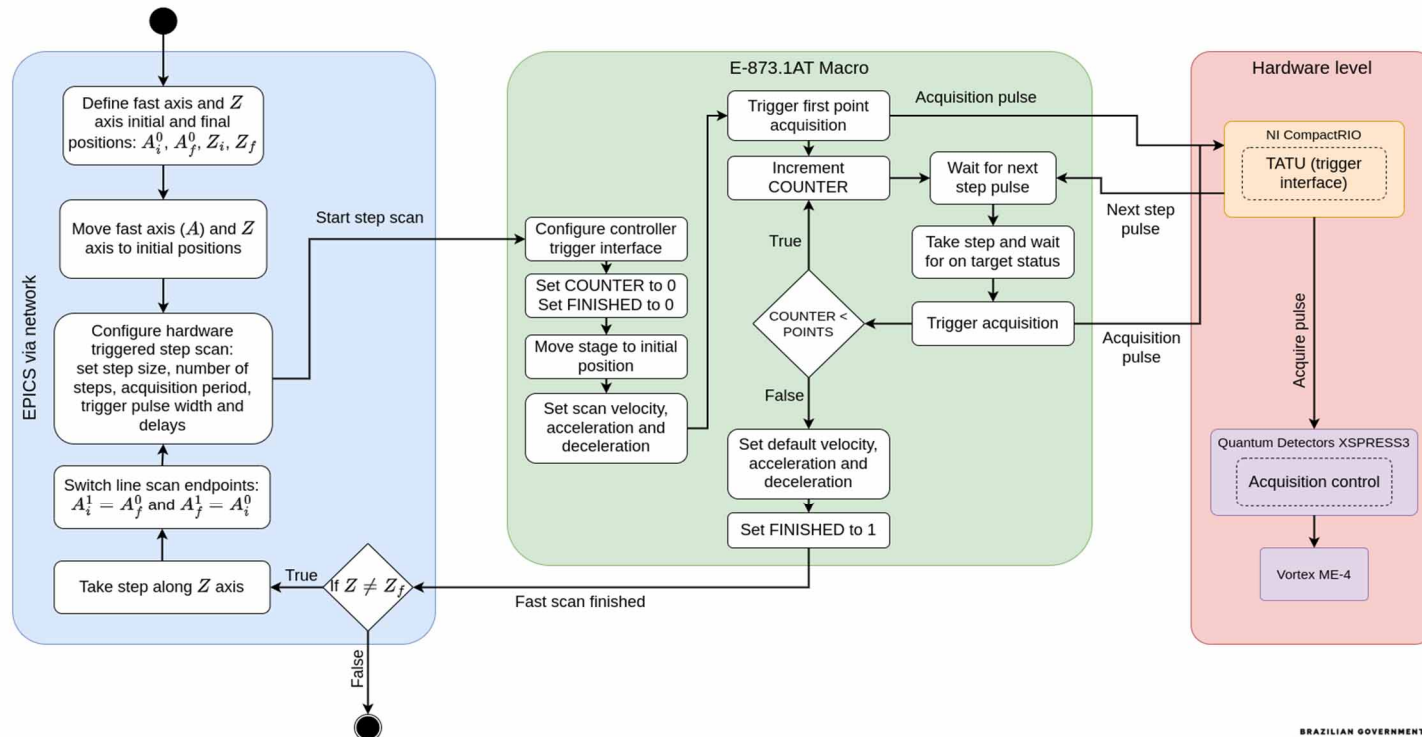 EPICS via network
Define fast axis and Z
axis initial and final
positions: A_i^0, A_f^0, Z_i, Z_f
Move fast axis (A) and Z
axis to initial positions
Configure hardware
triggered step scan:
set step size, number of
steps, acquisition period,
trigger pulse width and
delays
Switch line scan endpoints:
A_i^1 = A_f^0 and A_f^1 = A_i^0
Take step along Z axis
True
If Z ≠ Z_f
False
Start step scan
E-873.1AT Macro
Configure controller
trigger interface
Set COUNTER to 0
Set FINISHED to 0
Move stage to initial
position
Set scan velocity,
acceleration and
deceleration
Trigger first point
acquisition
Increment
COUNTER
Wait for next
step pulse
Take step and wait
for on target status
Trigger acquisition
True
COUNTER <
POINTS
False
Set default velocity,
acceleration and
deceleration
Set FINISHED to 1
Fast scan finished
Acquisition pulse
Next step
pulse
Acquisition
pulse
Hardware level
NI CompactRIO
TATU (trigger
interface)
Acquire pulse
Quantum Detectors XSPRESS3
Acquisition control
Vortex ME-4
BRAZILIAN GOVERNMENT